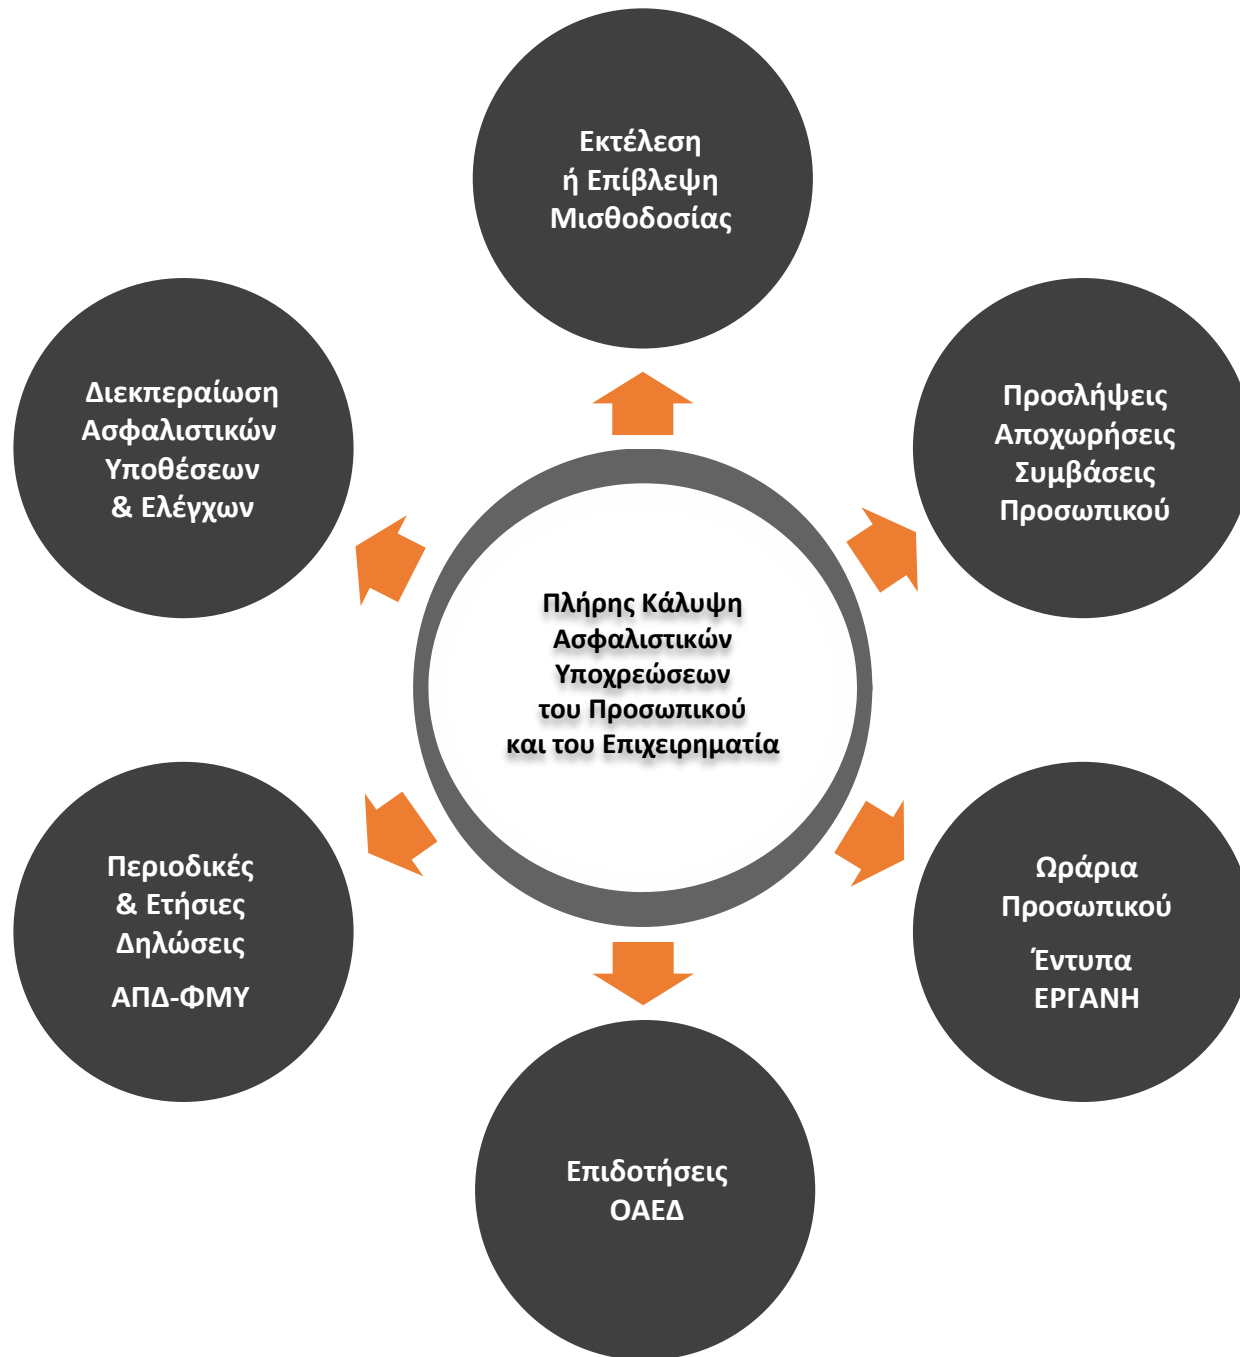 Εκτέλεση
ή Επίβλεψη
Μισθοδοσίας
Διεκπεραίωση
Ασφαλιστικών
Υποθέσεων
& Ελέγχων
Προσλήψεις
Αποχωρήσεις
Συμβάσεις
Προσωπικού
Πλήρης Κάλυψη
Ασφαλιστικών
Υποχρεώσεων
του Προσωπικού
και του Επιχειρηματία
Περιοδικές
& Ετήσιες
Δηλώσεις
ΑΠΔ-ΦΜΥ
Ωράρια
Προσωπικού
Έντυπα
ΕΡΓΑΝΗ
Επιδοτήσεις
ΟΑΕΔ